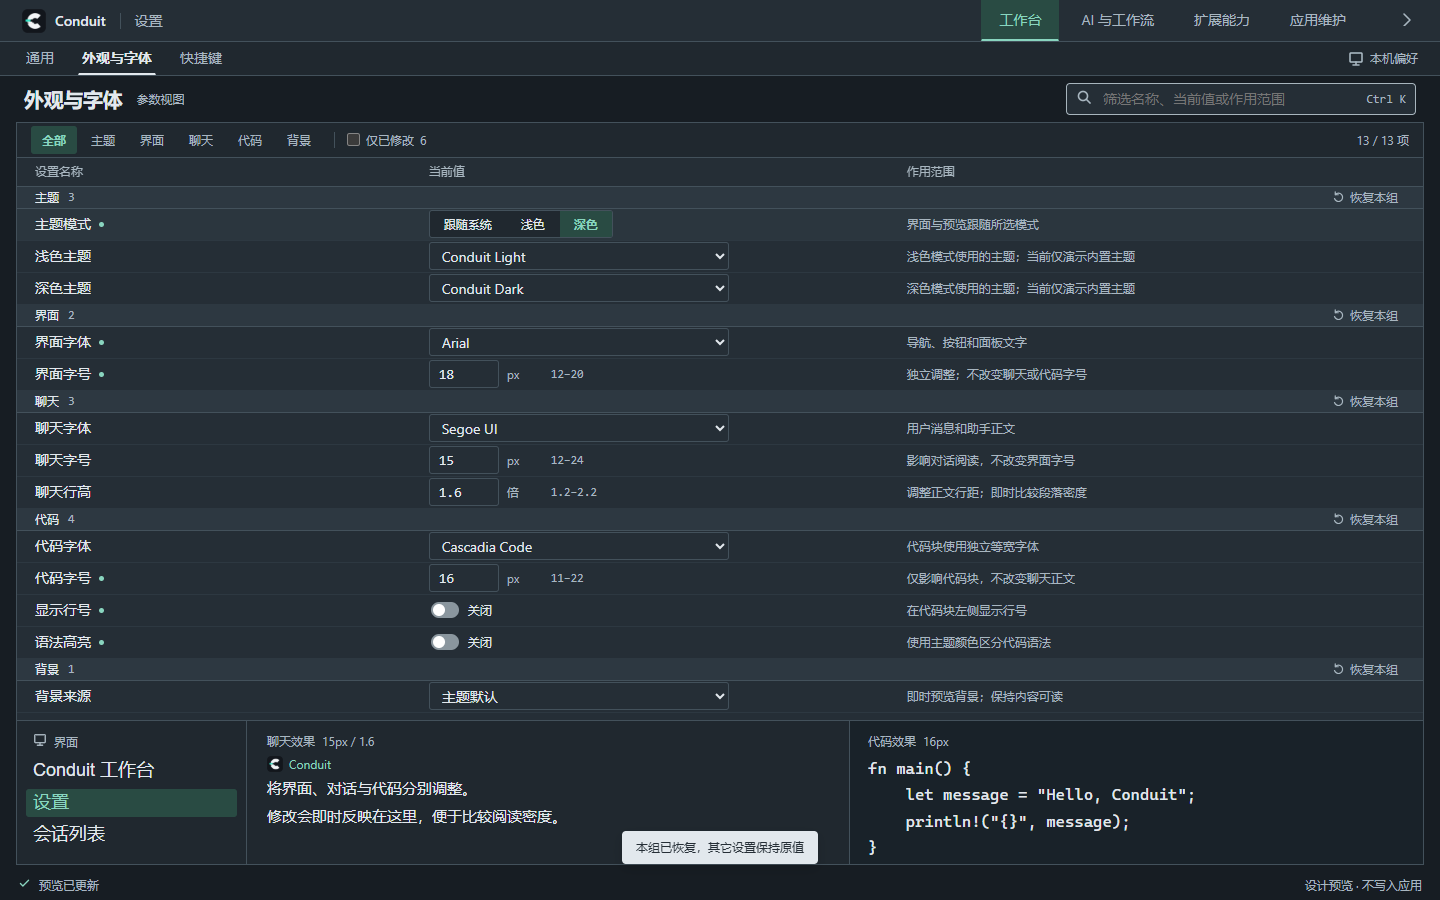 Conduit 设置 工作台 AI 与工作流 扩展能力 应用维护
通用 外观与字体 快捷键 本机偏好
外观与字体 参数视图 筛选名称、当前值或作用范围 Ctrl K
全部 主题 界面 聊天 代码 背景 仅已修改 6 13 / 13 项
设置名称 当前值 作用范围
主题 3 恢复本组
主题模式 跟随系统 浅色 深色 界面与预览跟随所选模式
浅色主题 Conduit Light 浅色模式使用的主题；当前仅演示内置主题
深色主题 Conduit Dark 深色模式使用的主题；当前仅演示内置主题
界面 2 恢复本组
界面字体 Arial 导航、按钮和面板文字
界面字号 18 px 12–20 独立调整；不改变聊天或代码字号
聊天 3 恢复本组
聊天字体 Segoe UI 用户消息和助手正文
聊天字号 15 px 12–24 影响对话阅读，不改变界面字号
聊天行高 1.6 倍 1.2–2.2 调整正文行距；即时比较段落密度
代码 4 恢复本组
代码字体 Cascadia Code 代码块使用独立等宽字体
代码字号 16 px 11–22 仅影响代码块，不改变聊天正文
显示行号 关闭 在代码块左侧显示行号
语法高亮 关闭 使用主题颜色区分代码语法
背景 1 恢复本组
背景来源 主题默认 即时预览背景；保持内容可读
界面
Conduit 工作台
设置
会话列表
聊天效果 15px / 1.6
Conduit
将界面、对话与代码分别调整。
修改会即时反映在这里，便于比较阅读密度。
代码效果 16px
fn main() {
    let message = "Hello, Conduit";
    println!("{}", message);
}
本组已恢复，其它设置保持原值
预览已更新 设计预览 · 不写入应用